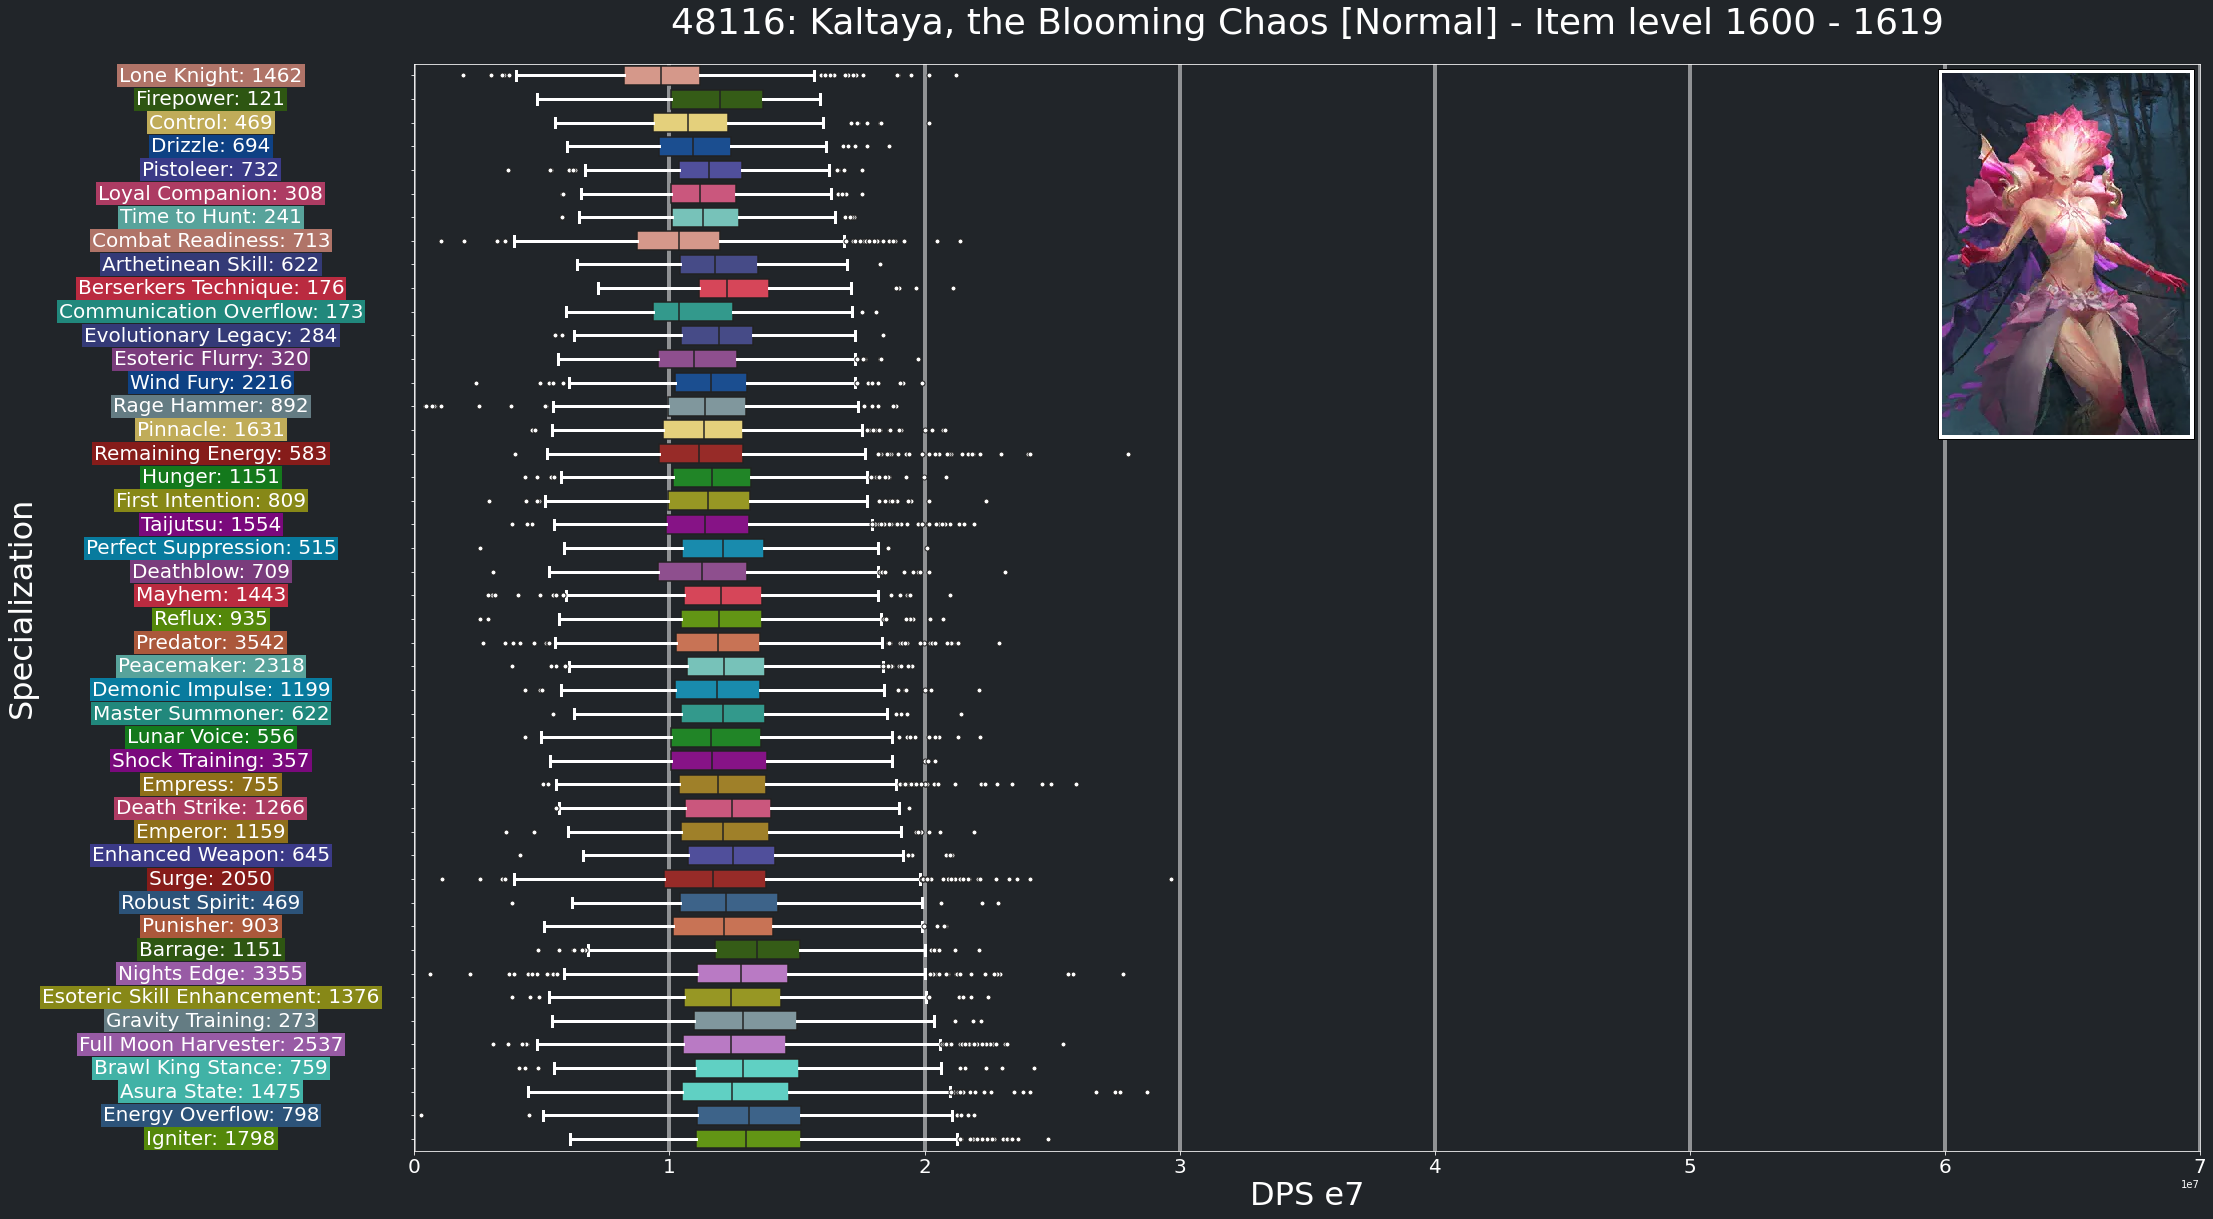 48116: Kaltaya, the Blooming Chaos [Normal] - Item level 1600 - 1619
Specialization
Lone Knight: 1462
Firepower: 121
Control: 469
Drizzle: 694
Pistoleer: 732
Loyal Companion: 308
Time to Hunt: 241
Combat Readiness: 713
Arthetinean Skill: 622
Berserkers Technique: 176
Communication Overflow: 173
Evolutionary Legacy: 284
Esoteric Flurry: 320
Wind Fury: 2216
Rage Hammer: 892
Pinnacle: 1631
Remaining Energy: 583
Hunger: 1151
First Intention: 809
Taijutsu: 1554
Perfect Suppression: 515
Deathblow: 709
Mayhem: 1443
Reflux: 935
Predator: 3542
Peacemaker: 2318
Demonic Impulse: 1199
Master Summoner: 622
Lunar Voice: 556
Shock Training: 357
Empress: 755
Death Strike: 1266
Emperor: 1159
Enhanced Weapon: 645
Surge: 2050
Robust Spirit: 469
Punisher: 903
Barrage: 1151
Nights Edge: 3355
Esoteric Skill Enhancement: 1376
Gravity Training: 273
Full Moon Harvester: 2537
Brawl King Stance: 759
Asura State: 1475
Energy Overflow: 798
Igniter: 1798
0 1 2 3 4 5 6 7
1e7
DPS e7